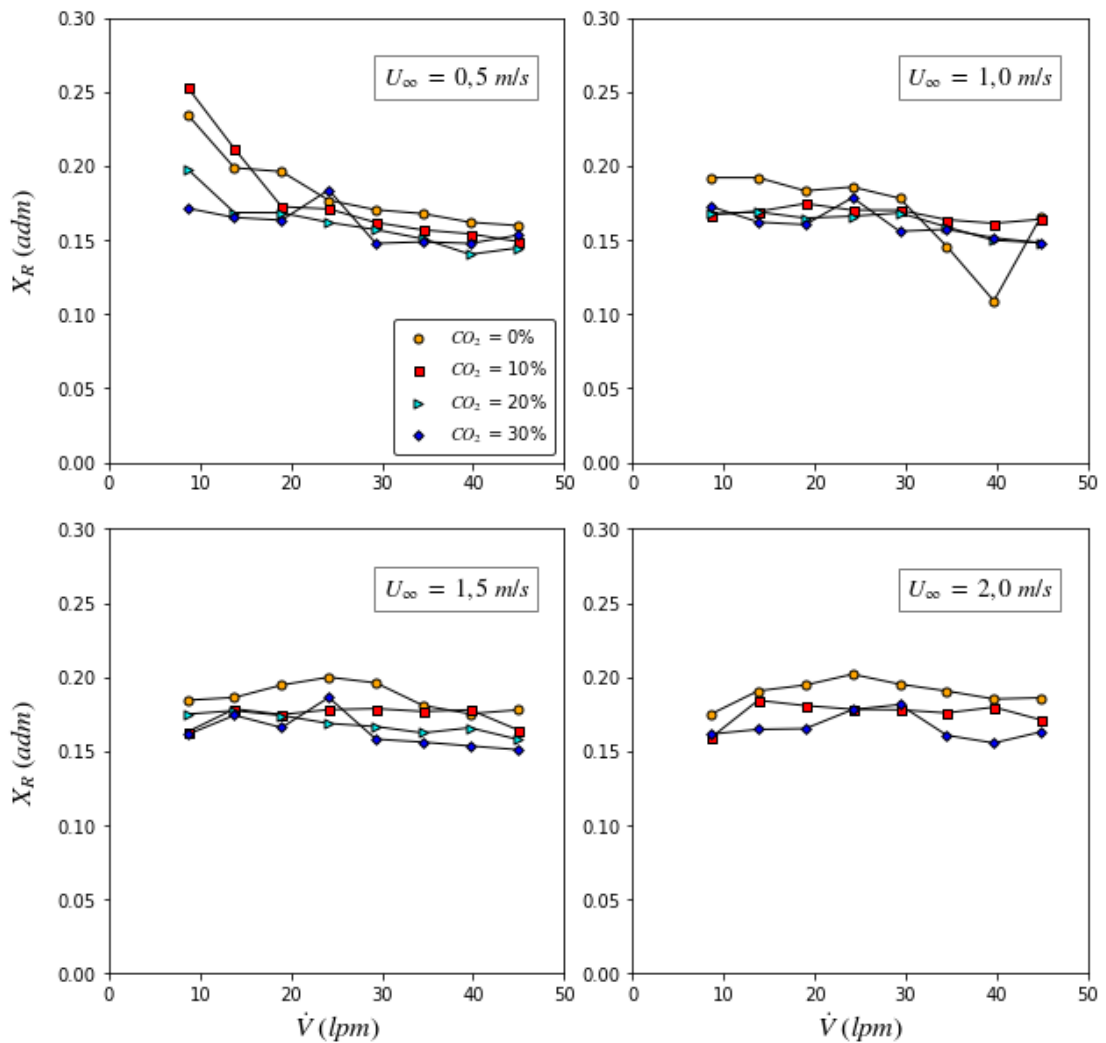 0.30
0.25
0.20
0.15
0.10
0.05
0.00
X_R (adm)
U_∞ = 0,5 m/s
CO₂ = 0%
CO₂ = 10%
CO₂ = 20%
CO₂ = 30%
0 10 20 30 40 50
0.30
0.25
0.20
0.15
0.10
0.05
0.00
U_∞ = 1,0 m/s
0 10 20 30 40 50
0.30
0.25
0.20
0.15
0.10
0.05
0.00
X_R (adm)
U_∞ = 1,5 m/s
0 10 20 30 40 50
V̇ (lpm)
0.30
0.25
0.20
0.15
0.10
0.05
0.00
U_∞ = 2,0 m/s
0 10 20 30 40 50
V̇ (lpm)